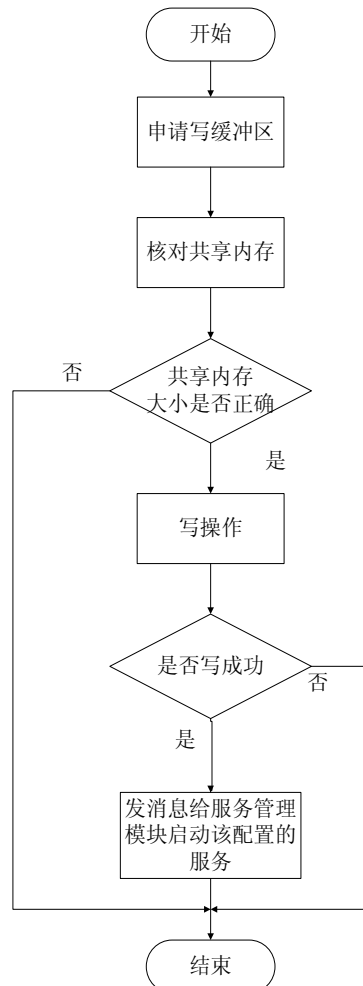 开始
申请写缓冲区
核对共享内存
共享内存
大小是否正确
否
是
写操作
是否写成功
否
是
发消息给服务管理
模块启动该配置的
服务
结束